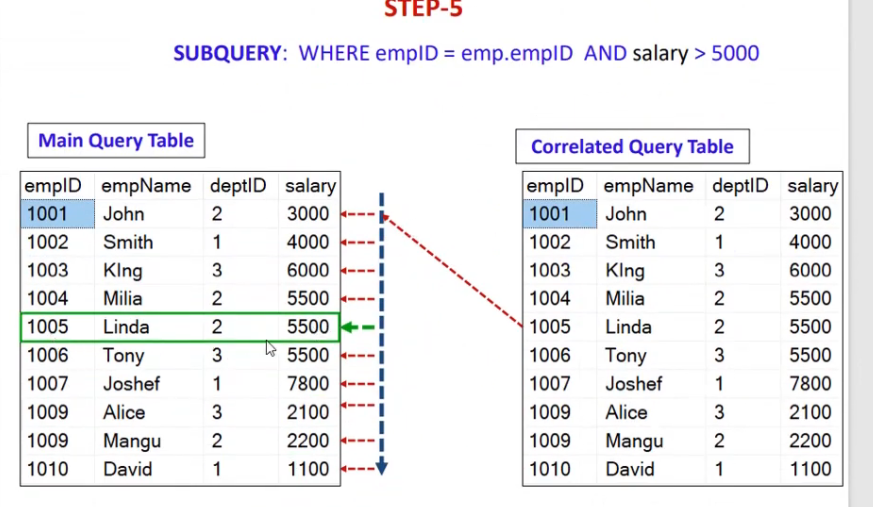 STEP-5
SUBQUERY: WHERE empID = emp.empID AND salary > 5000
Main Query Table
empID empName deptID salary
1001 John 2 3000
1002 Smith 1 4000
1003 KIng 3 6000
1004 Milia 2 5500
1005 Linda 2 5500
1006 Tony 3 5500
1007 Joshef 1 7800
1009 Alice 3 2100
1009 Mangu 2 2200
1010 David 1 1100
Correlated Query Table
empID empName deptID salary
1001 John 2 3000
1002 Smith 1 4000
1003 KIng 3 6000
1004 Milia 2 5500
1005 Linda 2 5500
1006 Tony 3 5500
1007 Joshef 1 7800
1009 Alice 3 2100
1009 Mangu 2 2200
1010 David 1 1100